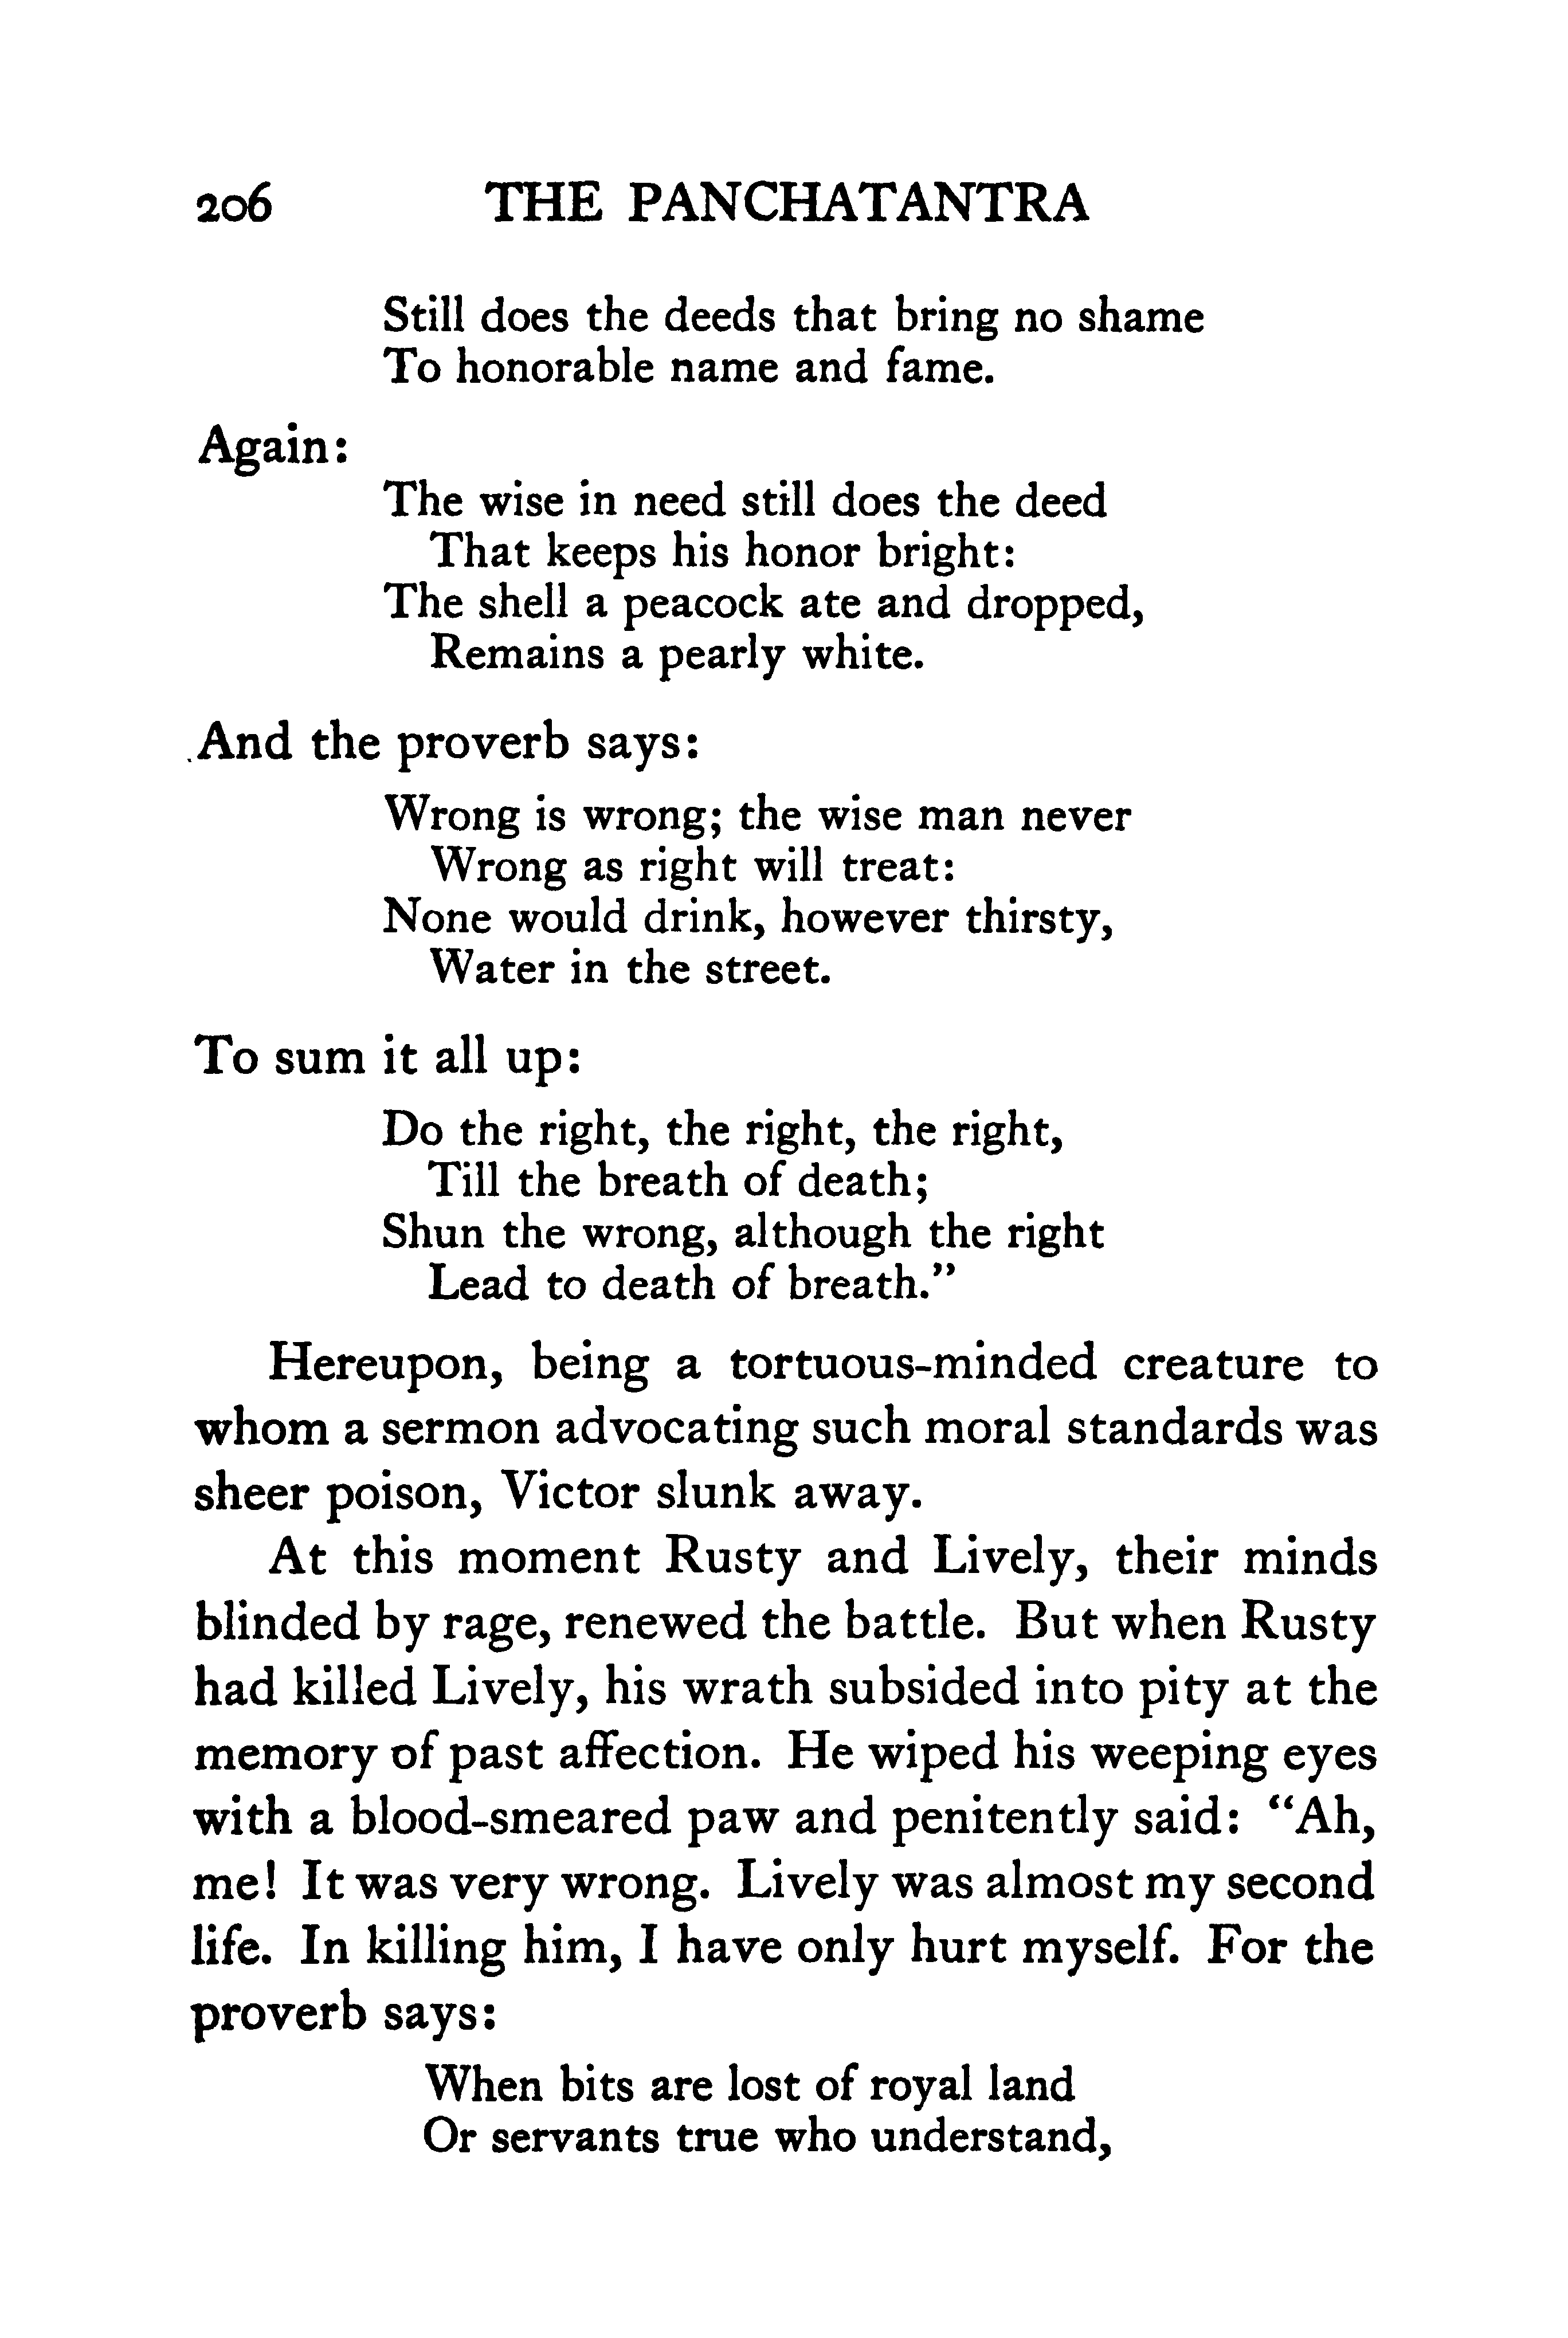 206 THE PANCHATANTRA
Still does the deeds that bring no shame
To honorable name and fame.
Again:
The wise in need still does the deed
That keeps his honor bright:
The shell a peacock ate and dropped,
Remains a pearly white.
And the proverb says:
Wrong is wrong; the wise man never
Wrong as right will treat:
None would drink, however thirsty,
Water in the street.
To sum it all up:
Do the right, the right, the right,
Till the breath of death;
Shun the wrong, although the right
Lead to death of breath.”
Hereupon, being a tortuous-minded creature to
whom a sermon advocating such moral standards was
sheer poison, Victor slunk away.
At this moment Rusty and Lively, their minds
blinded by rage, renewed the battle. But when Rusty
had killed Lively, his wrath subsided into pity at the
memory of past affection. He wiped his weeping eyes
with a blood-smeared paw and penitently said: “Ah,
me! It was very wrong. Lively was almost my second
life. In killing him, I have only hurt myself. For the
proverb says:
When bits are lost of royal land
Or servants true who understand,